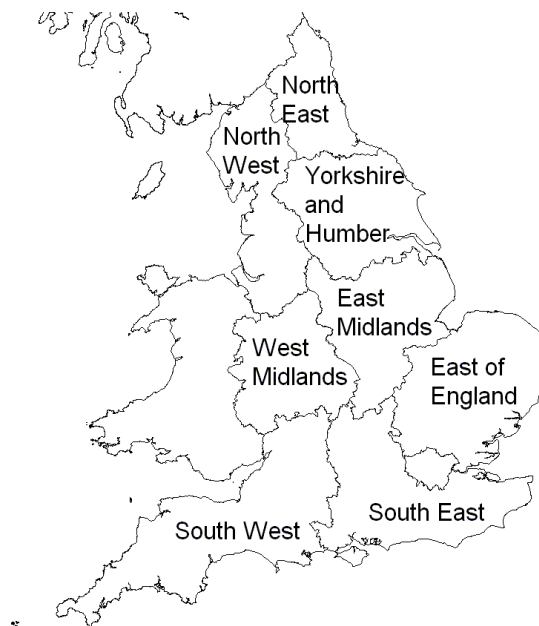 North
East
North
West
Yorkshire
and
Humber
East
Midlands
West
Midlands
East of
England
South East
South West